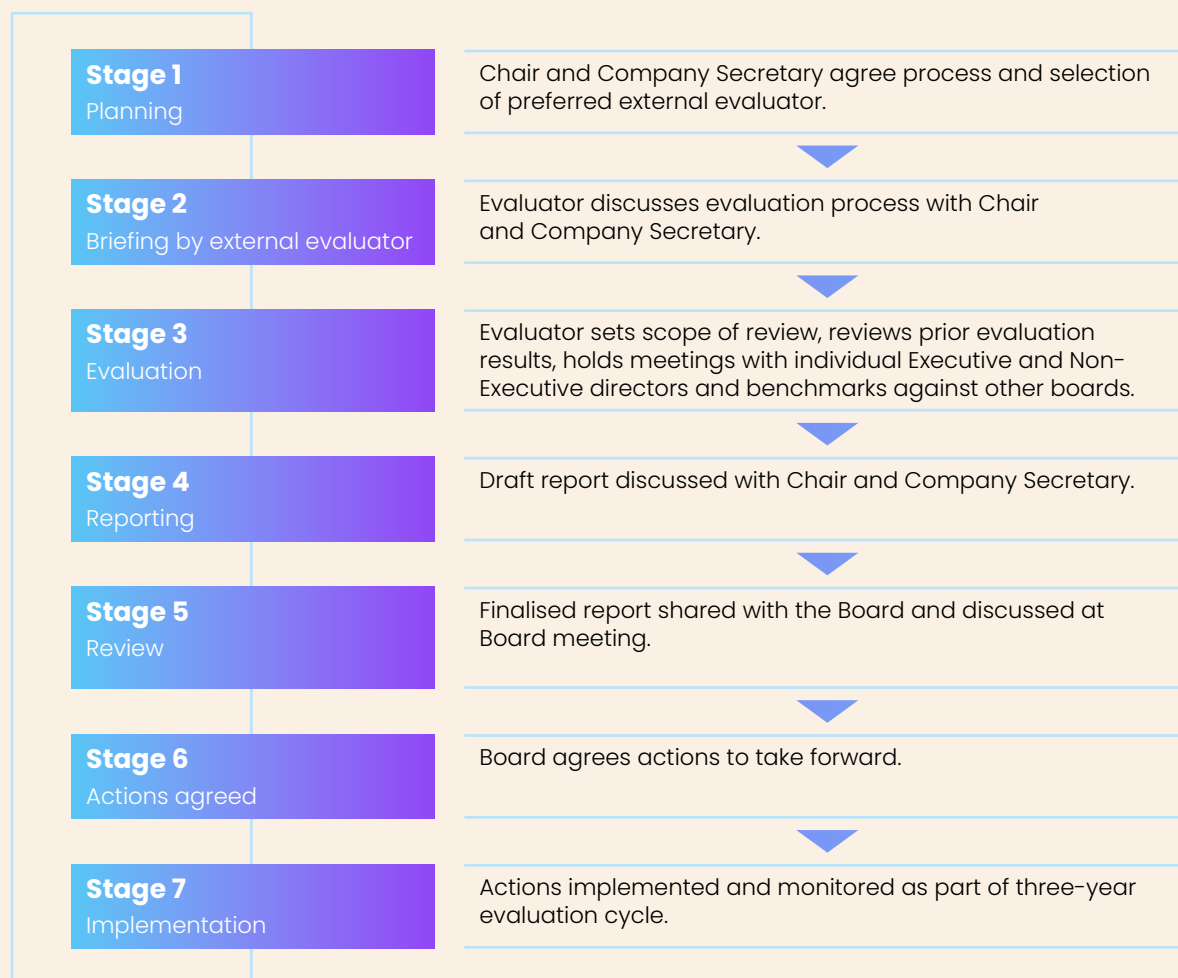 Stage 1
Planning
Chair and Company Secretary agree process and selection
of preferred external evaluator.
Stage 2
Briefing by external evaluator
Evaluator discusses evaluation process with Chair
and Company Secretary.
Stage 3
Evaluation
Evaluator sets scope of review, reviews prior evaluation
results, holds meetings with individual Executive and Non-
Executive directors and benchmarks against other boards.
Stage 4
Reporting
Draft report discussed with Chair and Company Secretary.
Stage 5
Review
Finalised report shared with the Board and discussed at
Board meeting.
Stage 6
Actions agreed
Board agrees actions to take forward.
Stage 7
Implementation
Actions implemented and monitored as part of three-year
evaluation cycle.